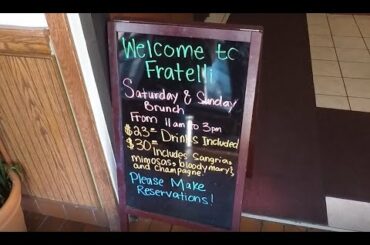 Welcome to
Fratelli
Saturday & Sunday
Brunch
From 11am to 3pm
$23= Drinks Included
$30= Includes Sangrias
mimosas, bloody mary
and Champagne!
Please Make
Reservations!